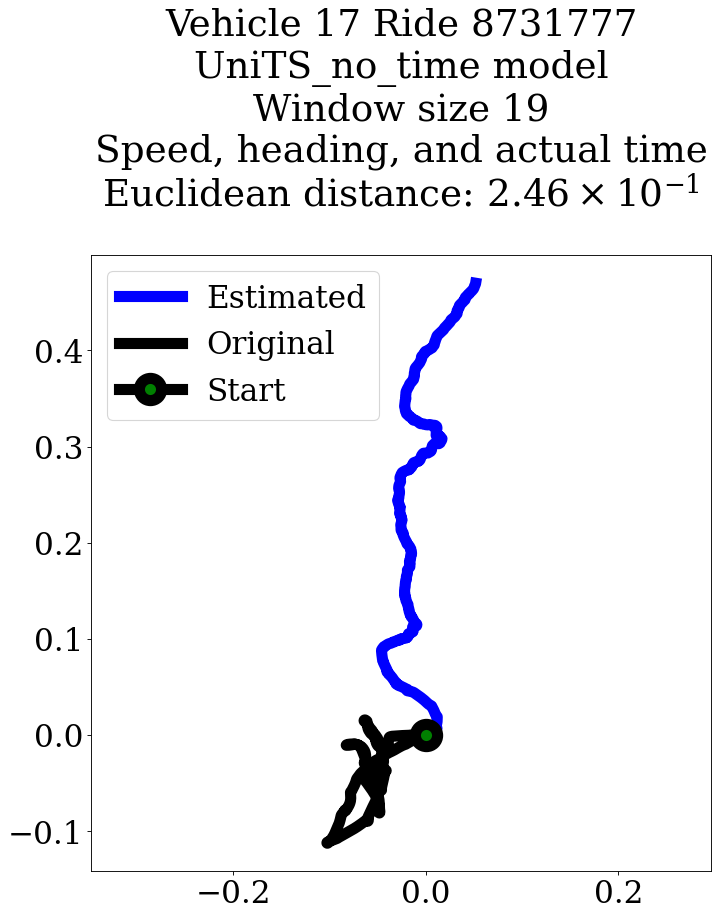 Vehicle 17 Ride 8731777
UniTS_no_time model
Window size 19
Speed, heading, and actual time
Euclidean distance: 2.46 × 10⁻¹
Estimated
Original
Start
0.4
0.3
0.2
0.1
0.0
−0.1
−0.2
0.0
0.2